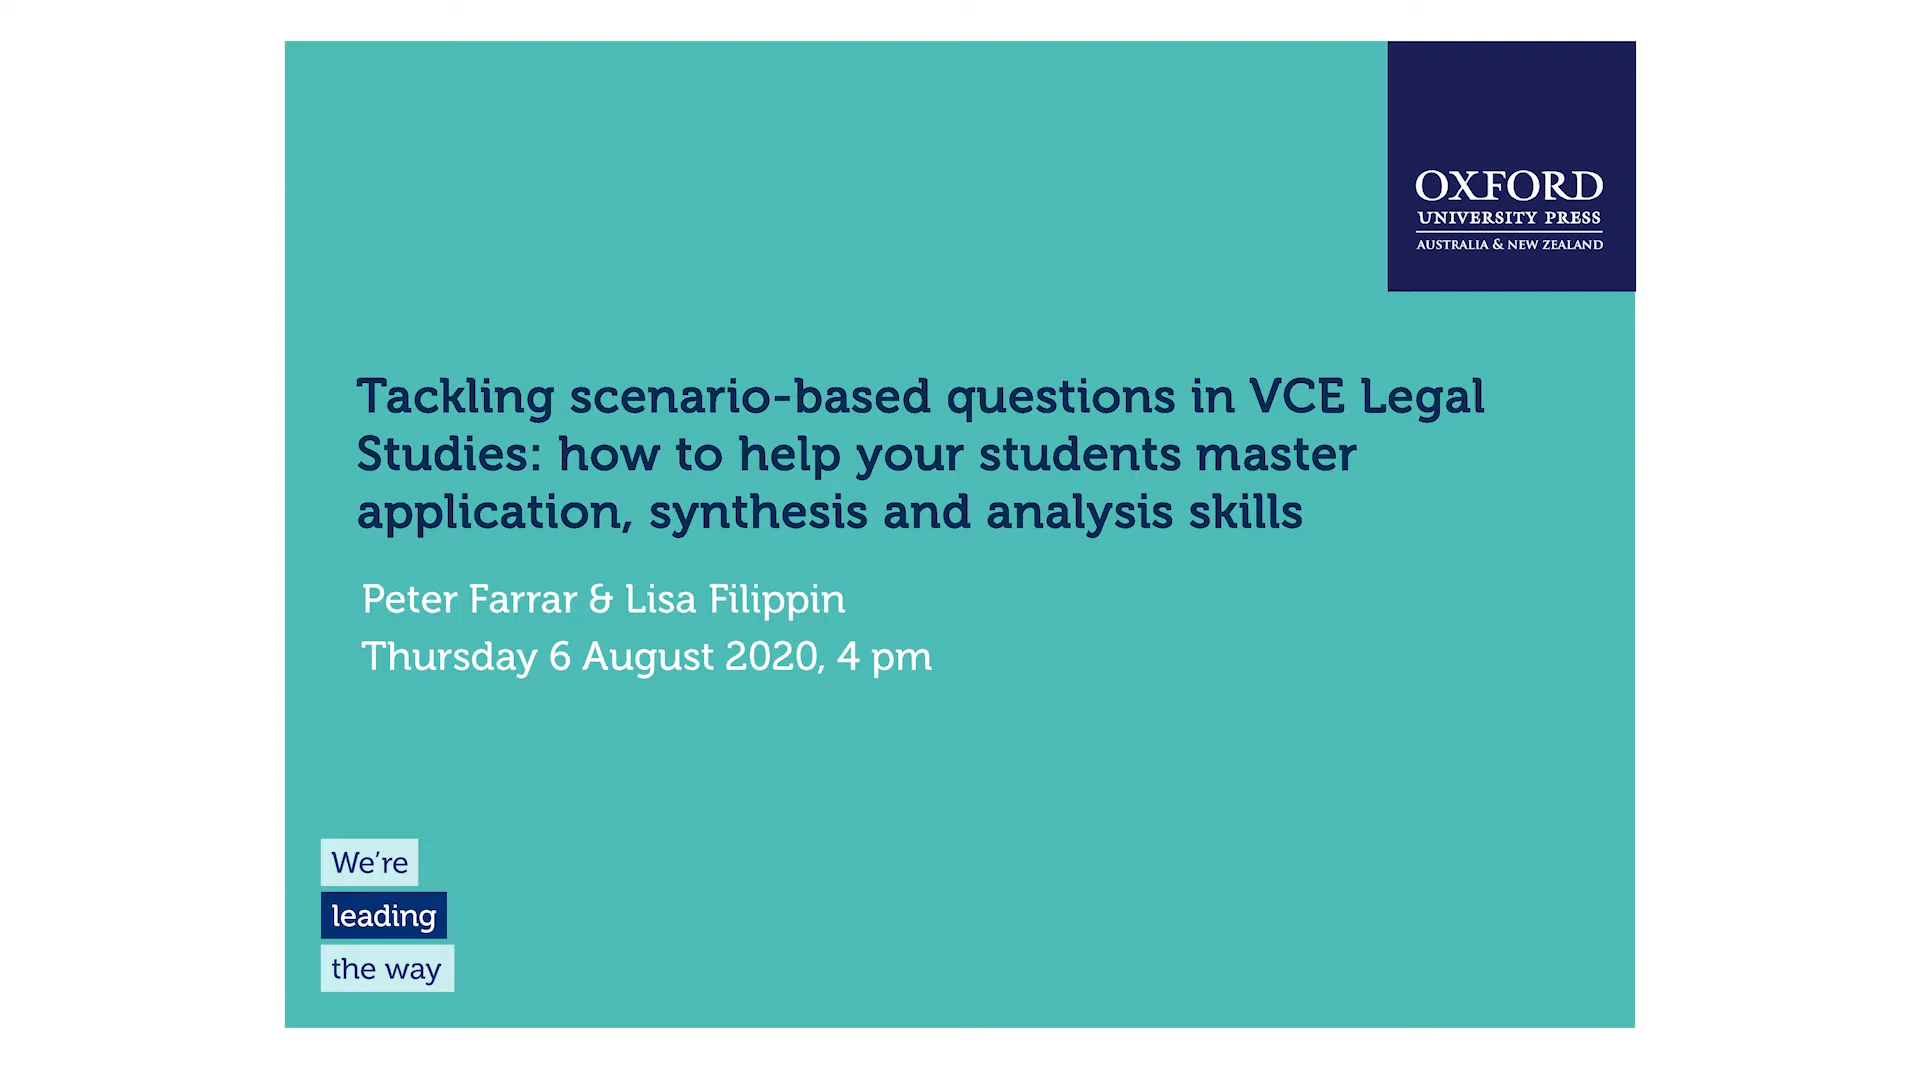 OXFORD
UNIVERSITY PRESS
AUSTRALIA & NEW ZEALAND
Tackling scenario-based questions in VCE Legal
Studies: how to help your students master
application, synthesis and analysis skills
Peter Farrar & Lisa Filippin
Thursday 6 August 2020, 4 pm
We’re
leading
the way